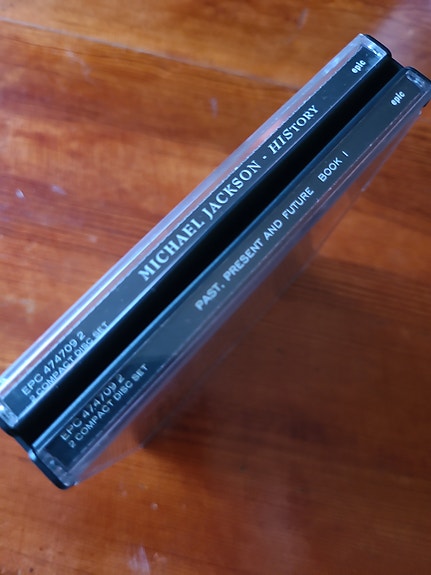 MICHAEL JACKSON - HISTORY
epic
EPC 474709 2
2 COMPACT DISC SET
PAST, PRESENT AND FUTURE BOOK I
epic
EPC 474709 2
2 COMPACT DISC SET